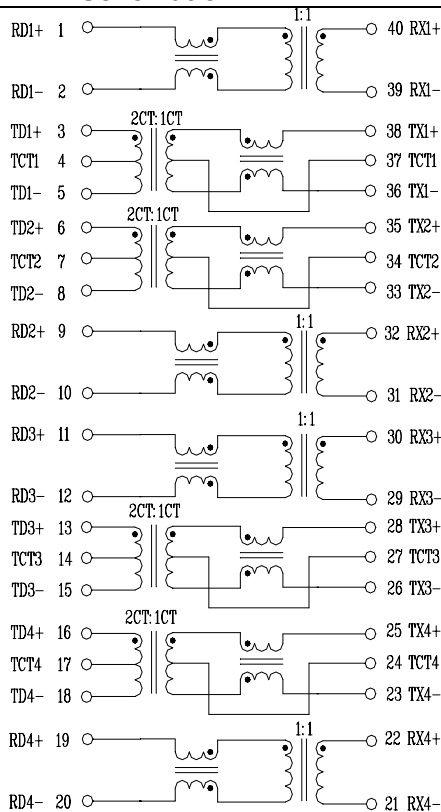 1:1
RD1+ 1 40 RX1+
RD1- 2 39 RX1-
2CT:1CT
TD1+ 3 38 TX1+
TCT1 4 37 TCT1
TD1- 5 36 TX1-
2CT:1CT
TD2+ 6 35 TX2+
TCT2 7 34 TCT2
TD2- 8 33 TX2-
1:1
RD2+ 9 32 RX2+
RD2- 10 31 RX2-
1:1
RD3+ 11 30 RX3+
RD3- 12 29 RX3-
2CT:1CT
TD3+ 13 28 TX3+
TCT3 14 27 TCT3
TD3- 15 26 TX3-
2CT:1CT
TD4+ 16 25 TX4+
TCT4 17 24 TCT4
TD4- 18 23 TX4-
1:1
RD4+ 19 22 RX4+
RD4- 20 21 RX4-